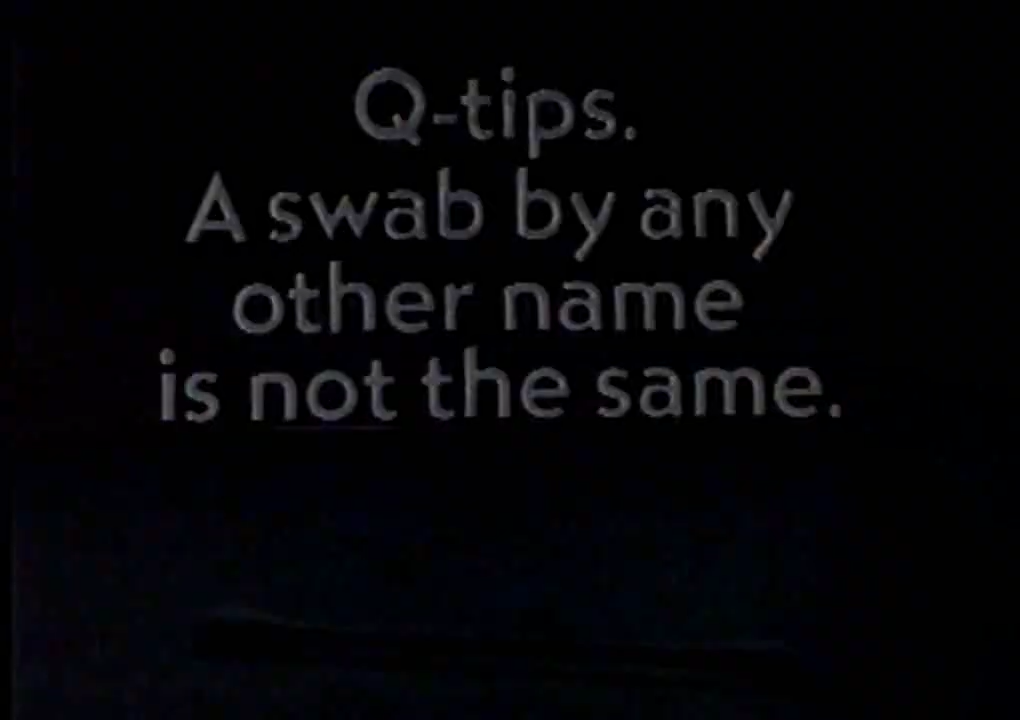 Q-tips.
A swab by any
other name
is not the same.